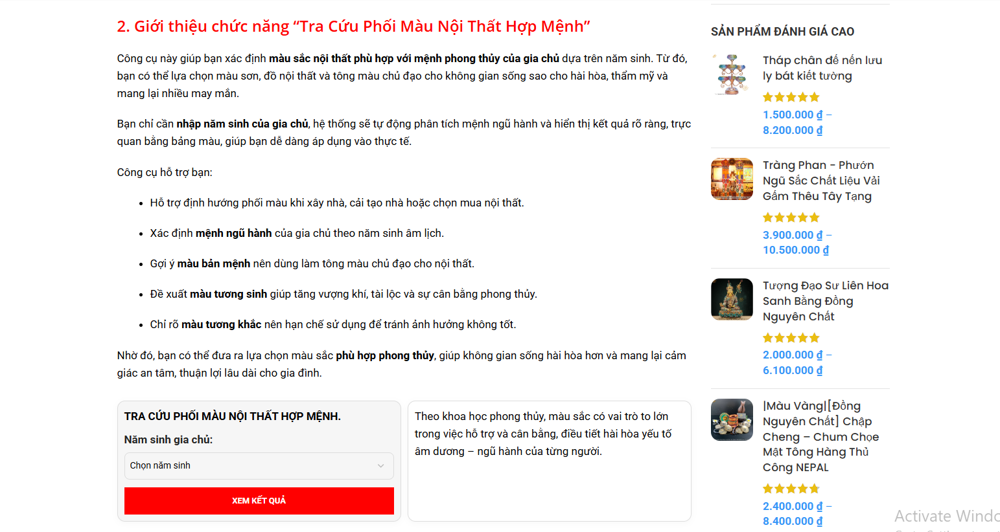 2. Giới thiệu chức năng “Tra Cứu Phối Màu Nội Thất Hợp Mệnh”
Công cụ này giúp bạn xác định màu sắc nội thất phù hợp với mệnh phong thủy của gia chủ dựa trên năm sinh. Từ đó,
bạn có thể lựa chọn màu sơn, đồ nội thất và tông màu chủ đạo cho không gian sống sao cho hài hòa, thẩm mỹ và
mang lại nhiều may mắn.
Bạn chỉ cần nhập năm sinh của gia chủ, hệ thống sẽ tự động phân tích mệnh ngũ hành và hiển thị kết quả rõ ràng, trực
quan bằng bảng màu, giúp bạn dễ dàng áp dụng vào thực tế.
Công cụ hỗ trợ bạn:
• Hỗ trợ định hướng phối màu khi xây nhà, cải tạo nhà hoặc chọn mua nội thất.
• Xác định mệnh ngũ hành của gia chủ theo năm sinh âm lịch.
• Gợi ý màu bản mệnh nên dùng làm tông màu chủ đạo cho nội thất.
• Đề xuất màu tương sinh giúp tăng vượng khí, tài lộc và sự cân bằng phong thủy.
• Chỉ rõ màu tương khắc nên hạn chế sử dụng để tránh ảnh hưởng không tốt.
Nhờ đó, bạn có thể đưa ra lựa chọn màu sắc phù hợp phong thủy, giúp không gian sống hài hòa hơn và mang lại cảm
giác an tâm, thuận lợi lâu dài cho gia đình.
TRA CỨU PHỐI MÀU NỘI THẤT HỢP MỆNH.
Năm sinh gia chủ:
Chọn năm sinh
XEM KẾT QUẢ
Theo khoa học phong thủy, màu sắc có vai trò to lớn
trong việc hỗ trợ và cân bằng, điều tiết hài hòa yếu tố
âm dương – ngũ hành của từng người.
SẢN PHẨM ĐÁNH GIÁ CAO
Tháp chân đế nến lưu
ly bát kiết tường
1.500.000 ₫ –
8.200.000 ₫
Tràng Phan - Phướn
Ngũ Sắc Chất Liệu Vải
Gấm Thêu Tây Tạng
3.900.000 ₫ –
10.500.000 ₫
Tượng Đạo Sư Liên Hoa
Sanh Bằng Đồng
Nguyên Chất
2.000.000 ₫ –
6.100.000 ₫
|Màu Vàng|[Đồng
Nguyên Chất] Chập
Cheng – Chum Chọe
Mật Tông Hàng Thủ
Công NEPAL
2.400.000 ₫ –
8.400.000 ₫
Activate Windo